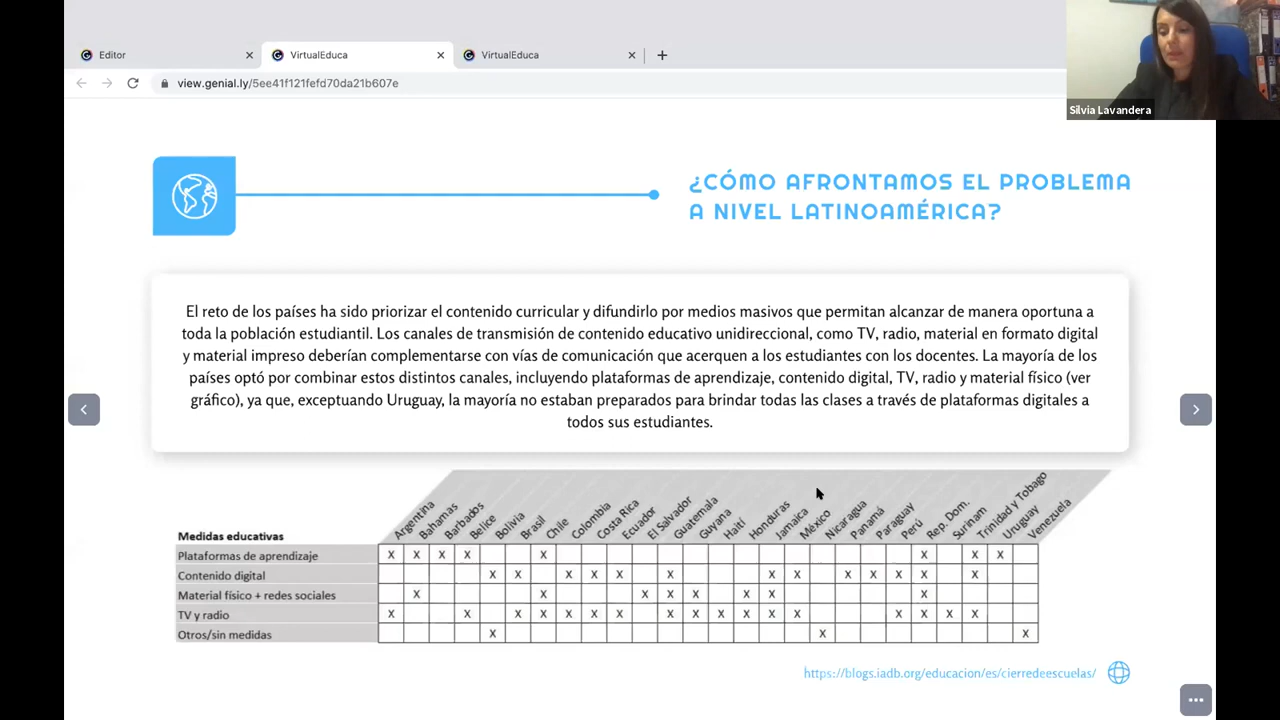 Editor
VirtualEduca
VirtualEduca
view.genial.ly/5ee41f121fefd70da21b607e
Silvia Lavandera
¿CÓMO AFRONTAMOS EL PROBLEMA
A NIVEL LATINOAMÉRICA?
El reto de los países ha sido priorizar el contenido curricular y difundirlo por medios masivos que permitan alcanzar de manera oportuna a
toda la población estudiantil. Los canales de transmisión de contenido educativo unidireccional, como TV, radio, material en formato digital
y material impreso deberían complementarse con vías de comunicación que acerquen a los estudiantes con los docentes. La mayoría de los
países optó por combinar estos distintos canales, incluyendo plataformas de aprendizaje, contenido digital, TV, radio y material físico (ver
gráfico), ya que, exceptuando Uruguay, la mayoría no estaban preparados para brindar todas las clases a través de plataformas digitales a
todos sus estudiantes.
Medidas educativas Argentina Bahamas Barbados Belice Bolivia Brasil Chile Colombia Costa Rica Ecuador El Salvador Guatemala Guyana Haití Honduras Jamaica México Nicaragua Panamá Paraguay Perú Rep. Dom. Surinam Trinidad y Tobago Uruguay Venezuela
Plataformas de aprendizaje X X X X X X X X
Contenido digital X X X X X X X X X X X X X
Material físico + redes sociales X X X X X X X X
TV y radio X X X X X X X X X X X X X X X X X X
Otros/sin medidas X X X
https://blogs.iadb.org/educacion/es/cierredeescuelas/